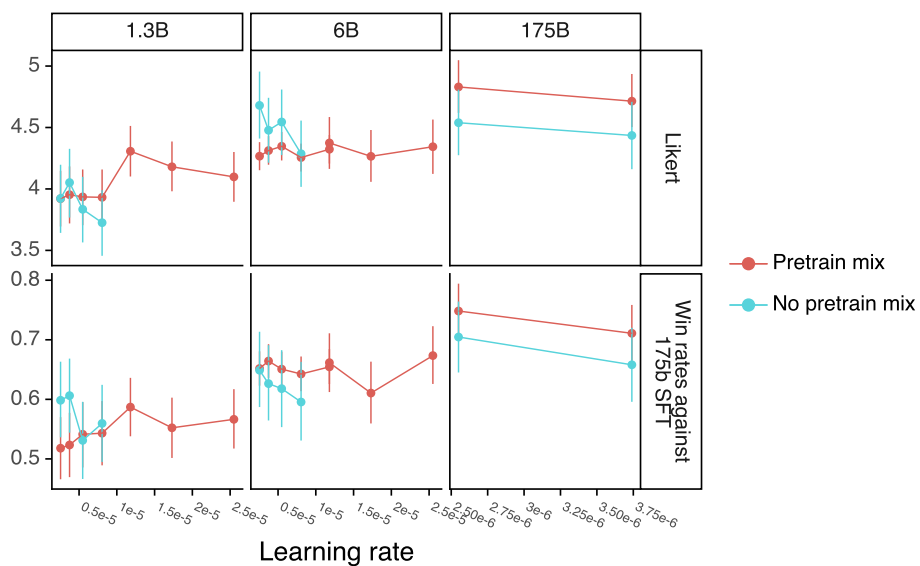 1.3B 6B 175B
5
4.5
4
3.5
Likert
0.8
0.7
0.6
0.5
Win rates against
175b SFT
0.5e-5 1e-5 1.5e-5 2e-5 2.5e-5 0.5e-5 1e-5 1.5e-5 2e-5 2.5e-5 2.50e-6 2.75e-6 3e-6 3.25e-6 3.50e-6 3.75e-6
Learning rate
Pretrain mix
No pretrain mix